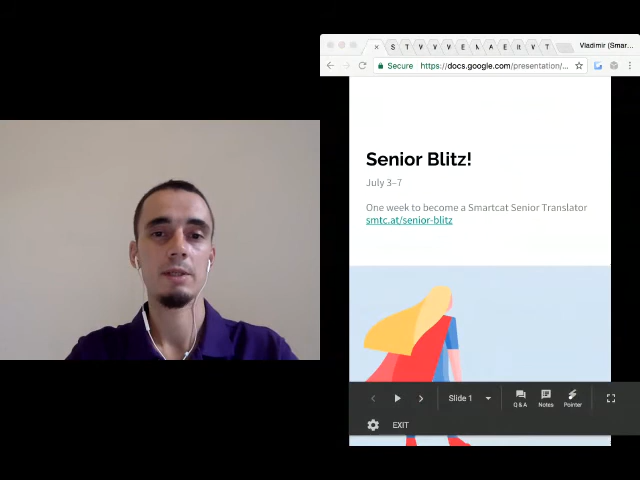 × S T V V V E M A E It V T Vladimir (Smar...
Secure https://docs.google.com/presentation/...
Senior Blitz!
July 3–7
One week to become a Smartcat Senior Translator
smtc.at/senior-blitz
Slide 1
Q & A Notes Pointer
EXIT